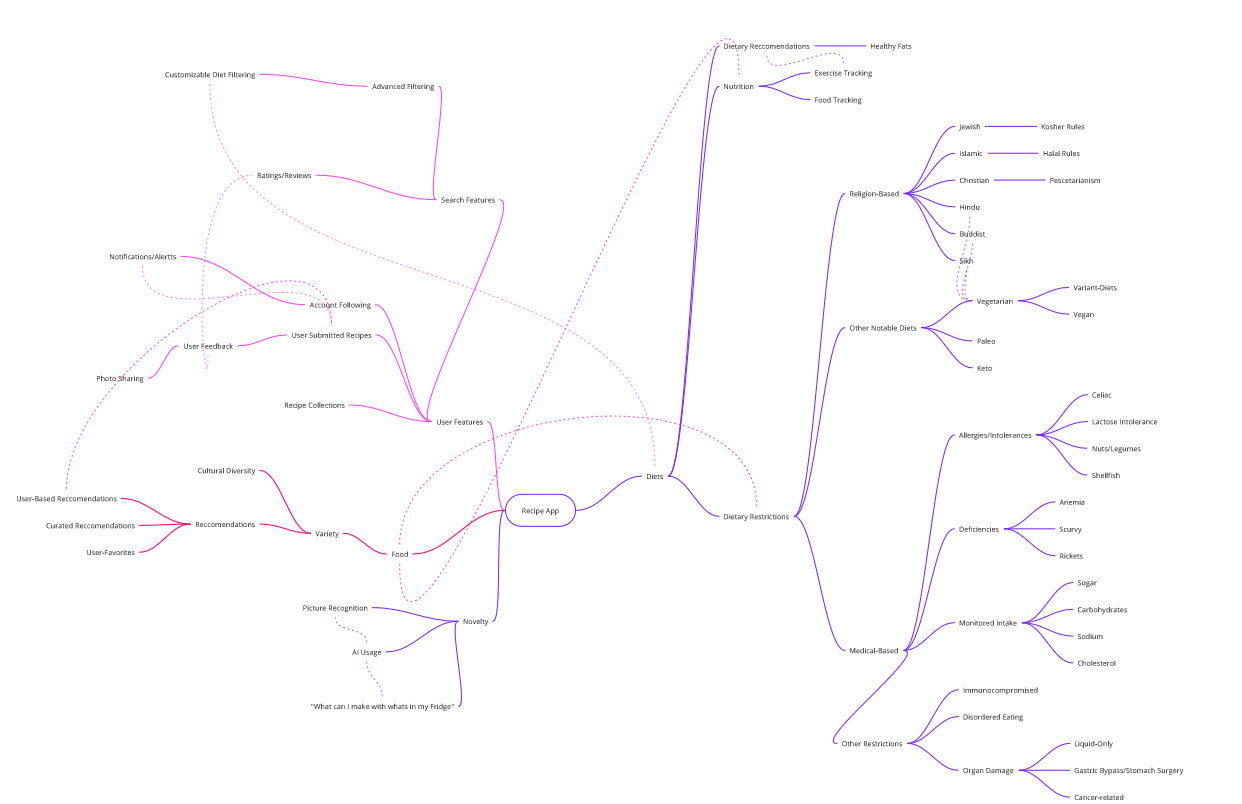 Dietary Reccomendations
Healthy Fats
Customizable Diet Filtering
Exercise Tracking
Advanced Filtering
Nutrition
Food Tracking
Jewish
Kosher Rules
Islamic
Halal Rules
Ratings/Reviews
Christian
Pescetarianism
Religion-Based
Search Features
Hindu
Buddist
Notifications/Alertts
Sikh
Variant-Diets
Account Following
Vegetarian
Vegan
User Submitted Recipes
Other Notable Diets
User Feedback
Paleo
Photo Sharing
Keto
Recipe Collections
Celiac
User Features
Lactose Intolerance
Allergies/Intolerances
Nuts/Legumes
Cultural Diversity
Diets
Shellfish
User-Based Reccomendations
Anemia
Recipe App
Dietary Restrictions
Curated Reccomendations
Reccomendations
Variety
Deficiencies
Scurvy
User-Favorites
Food
Rickets
Sugar
Picture Recognition
Carbohydrates
Novelty
Monitored Intake
Sodium
AI Usage
Medical-Based
Cholesterol
Immunocompromised
"What can I make with whats in my Fridge"
Disordered Eating
Other Restrictions
Liquid-Only
Organ Damage
Gastric Bypass/Stomach Surgery
Cancer-related